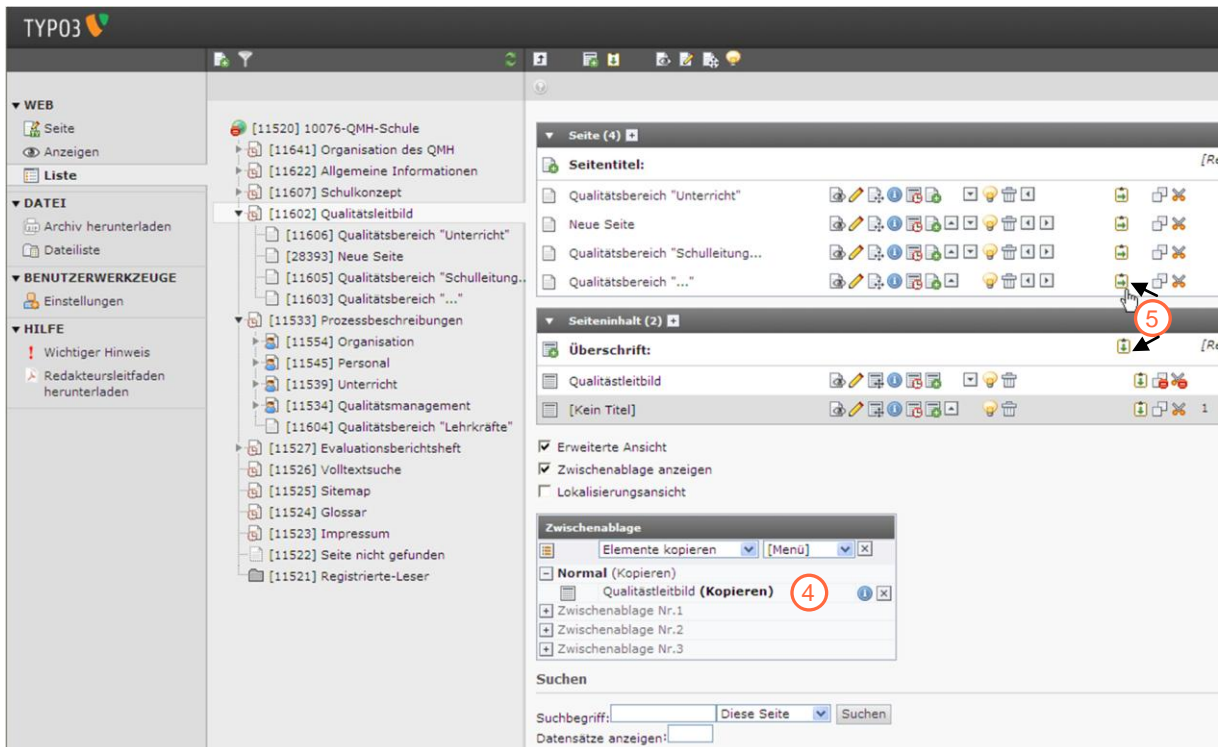 TYPO3
▼ WEB
Seite
Anzeigen
Liste
▼ DATEI
Archiv herunterladen
Dateiliste
▼ BENUTZERWERKZEUGE
Einstellungen
▼ HILFE
Wichtiger Hinweis
Redakteursleitfaden
herunterladen
[11520] 10076-QMH-Schule
[11641] Organisation des QMH
[11622] Allgemeine Informationen
[11607] Schulkonzept
[11602] Qualitätsleitbild
[11606] Qualitätsbereich "Unterricht"
[28393] Neue Seite
[11605] Qualitätsbereich "Schulleitung..
[11603] Qualitätsbereich "..."
[11533] Prozessbeschreibungen
[11554] Organisation
[11545] Personal
[11539] Unterricht
[11534] Qualitätsmanagement
[11604] Qualitätsbereich "Lehrkräfte"
[11527] Evaluationsberichtsheft
[11526] Volltextsuche
[11525] Sitemap
[11524] Glossar
[11523] Impressum
[11522] Seite nicht gefunden
[11521] Registrierte-Leser
Seite (4)
Seitentitel: [Re
Qualitätsbereich "Unterricht"
Neue Seite
Qualitätsbereich "Schulleitung...
Qualitätsbereich "..."
5
Seiteninhalt (2)
Überschrift: [Re
Qualitästleitbild
[Kein Titel] 1
Erweiterte Ansicht
Zwischenablage anzeigen
Lokalisierungsansicht
Zwischenablage
Elemente kopieren [Menü]
Normal (Kopieren)
Qualitästleitbild (Kopieren) 4
Zwischenablage Nr.1
Zwischenablage Nr.2
Zwischenablage Nr.3
Suchen
Suchbegriff: Diese Seite Suchen
Datensätze anzeigen: